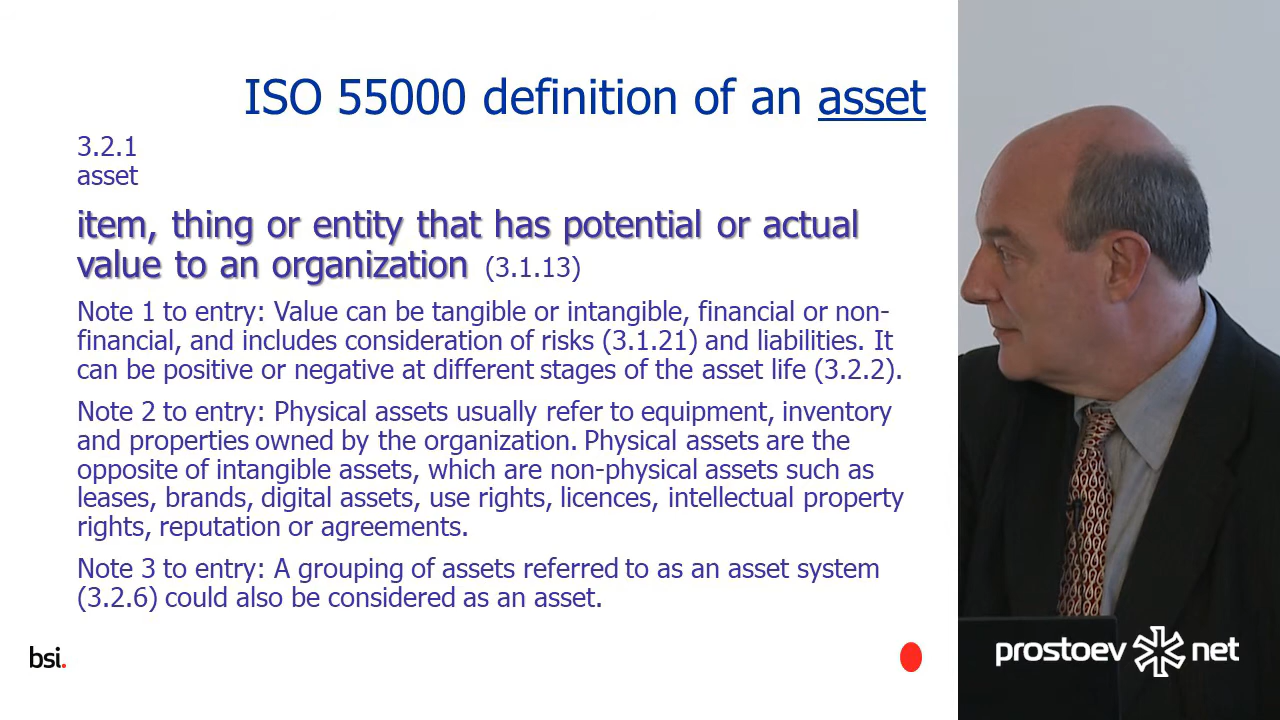 ISO 55000 definition of an asset
3.2.1
asset
item, thing or entity that has potential or actual
value to an organization (3.1.13)
Note 1 to entry: Value can be tangible or intangible, financial or non-
financial, and includes consideration of risks (3.1.21) and liabilities. It
can be positive or negative at different stages of the asset life (3.2.2).
Note 2 to entry: Physical assets usually refer to equipment, inventory
and properties owned by the organization. Physical assets are the
opposite of intangible assets, which are non-physical assets such as
leases, brands, digital assets, use rights, licences, intellectual property
rights, reputation or agreements.
Note 3 to entry: A grouping of assets referred to as an asset system
(3.2.6) could also be considered as an asset.
bsi.
prostoev net